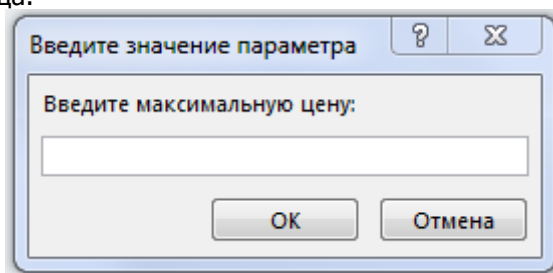 Введите значение параметра
Введите максимальную цену:
ОК
Отмена